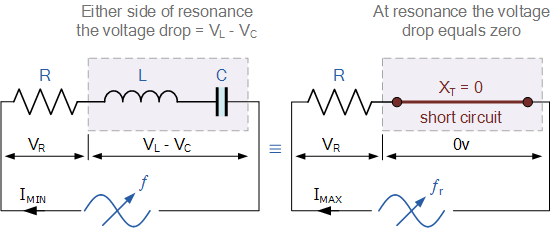 Either side of resonance
the voltage drop = VL - VC
At resonance the voltage
drop equals zero
R
L
C
R
XT = 0
short circuit
VR
VL - VC
≡
VR
0v
IMIN
f
IMAX
fr